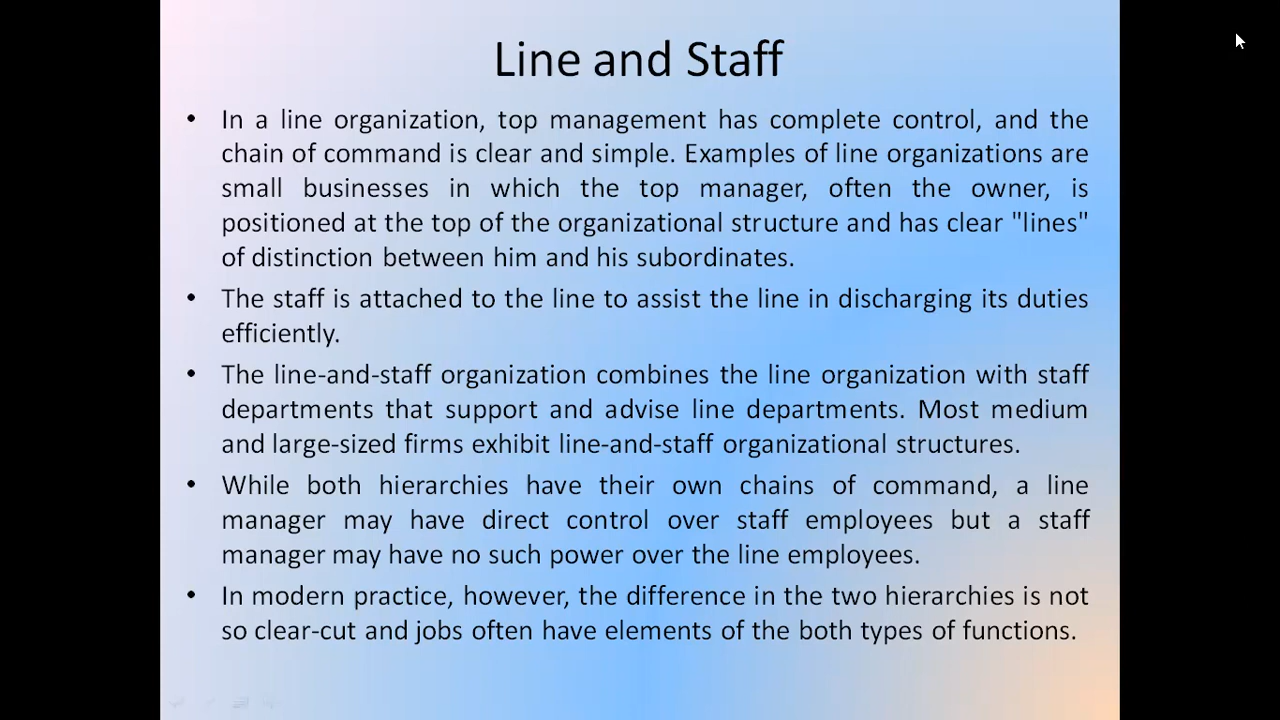 Line and Staff
• In a line organization, top management has complete control, and the
chain of command is clear and simple. Examples of line organizations are
small businesses in which the top manager, often the owner, is
positioned at the top of the organizational structure and has clear "lines"
of distinction between him and his subordinates.
• The staff is attached to the line to assist the line in discharging its duties
efficiently.
• The line-and-staff organization combines the line organization with staff
departments that support and advise line departments. Most medium
and large-sized firms exhibit line-and-staff organizational structures.
• While both hierarchies have their own chains of command, a line
manager may have direct control over staff employees but a staff
manager may have no such power over the line employees.
• In modern practice, however, the difference in the two hierarchies is not
so clear-cut and jobs often have elements of the both types of functions.